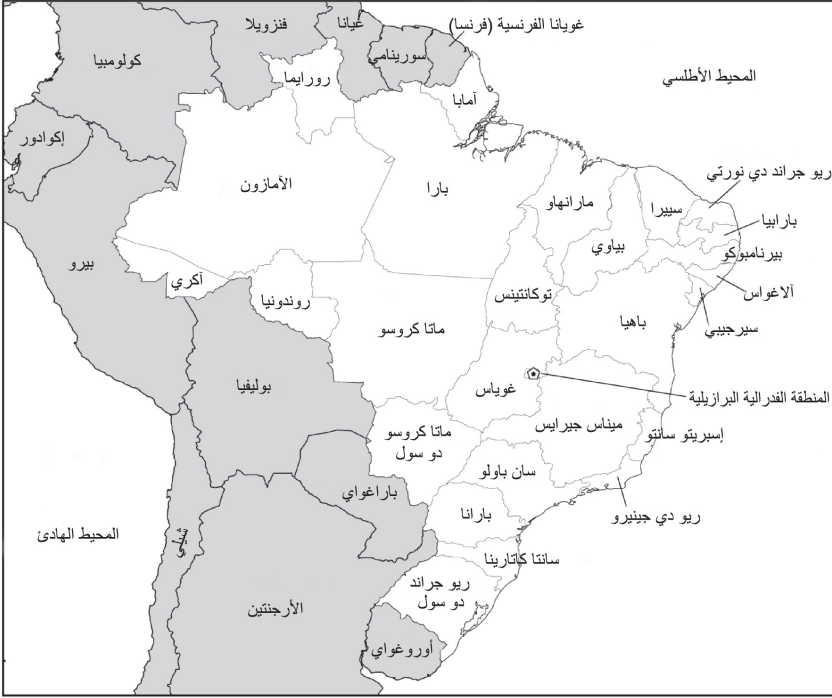 غويانا الفرنسية (فرنسا)
غيانا
فنزويلا
كولومبيا
سورينامي
المحيط الأطلسي
رورايما
آمابا
إكوادور
ريو جراند دي نورتي
الآمازون
بارا
مارانهاو
سييرا
بارابيا
بياوي
بيرنامبوكو
بيرو
آكري
روندونيا
توكانتينس
آلاغواس
باهيا
سيرجيبي
ماتا كروسو
بوليفيا
غوياس
المنطقة الفدرالية البرازيلية
ميناس جيرايس
إسبريتو سانتو
ماتا كروسو
دو سول
سان باولو
باراغواي
بارانا
ريو دي جينيرو
المحيط الهادئ
شيلي
سانتا كاتارينا
ريو جراند
دو سول
الأرجنتين
أوروغواي